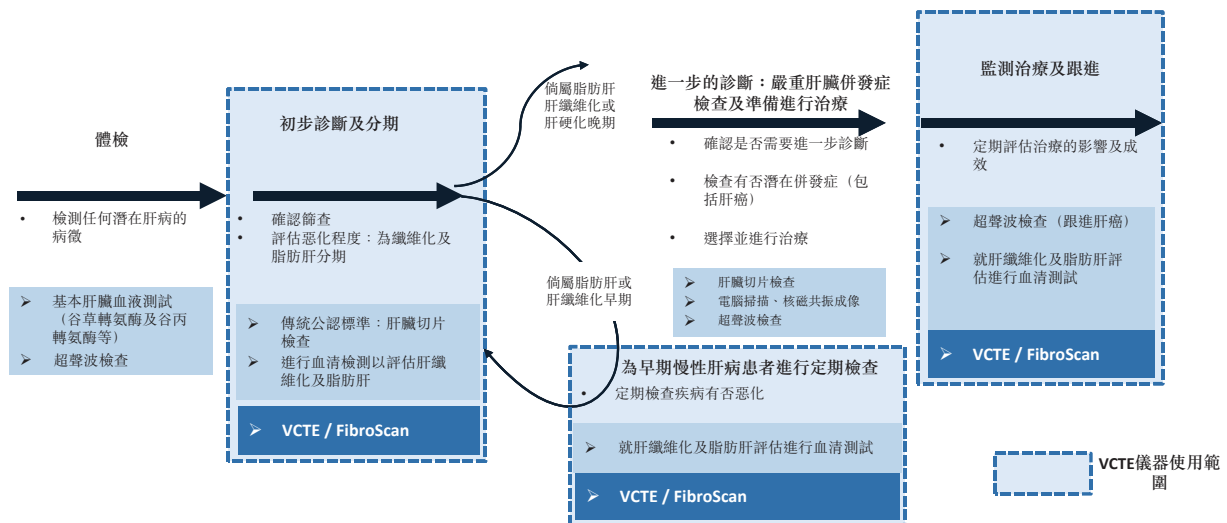 體檢
• 檢測任何潛在肝病的
病徵
➢ 基本肝臟血液測試
（谷草轉氨酶及谷丙
轉氨酶等）
➢ 超聲波檢查
初步診斷及分期
• 確認篩查
• 評估惡化程度：為纖維化及
脂肪肝分期
➢ 傳統公認標準：肝臟切片
檢查
➢ 進行血清檢測以評估肝纖
維化及脂肪肝
➢ VCTE / FibroScan
倘屬脂肪肝
肝纖維化或
肝硬化晚期
倘屬脂肪肝或
肝纖維化早期
進一步的診斷：嚴重肝臟併發症
檢查及準備進行治療
• 確認是否需要進一步診斷
• 檢查有否潛在併發症（包
括肝癌）
• 選擇並進行治療
➢ 肝臟切片檢查
➢ 電腦掃描、核磁共振成像
➢ 超聲波檢查
為早期慢性肝病患者進行定期檢查
• 定期檢查疾病有否惡化
➢ 就肝纖維化及脂肪肝評估進行血清測試
➢ VCTE / FibroScan
監測治療及跟進
• 定期評估治療的影響及成
效
➢ 超聲波檢查（跟進肝癌）
➢ 就肝纖維化及脂肪肝評
估進行血清測試
➢ VCTE / FibroScan
VCTE儀器使用範
圍